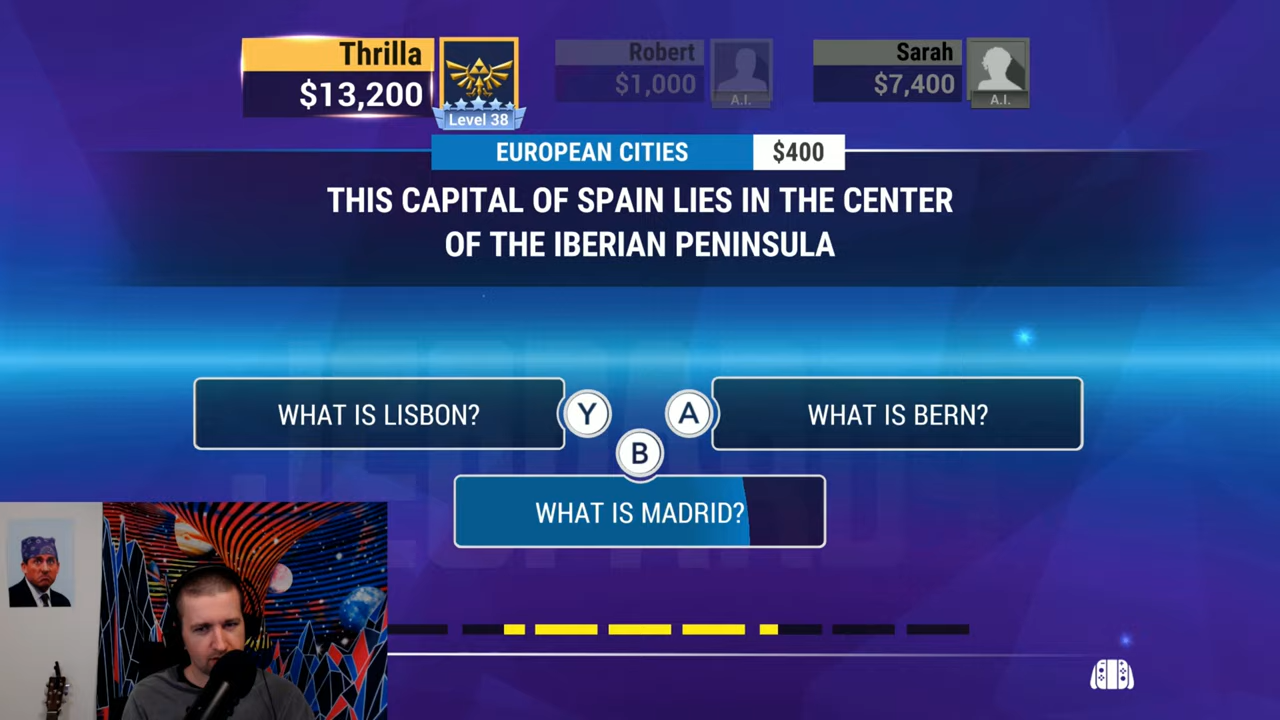 Thrilla
$13,200
Level 38
Robert
$1,000
A.I.
Sarah
$7,400
A.I.
EUROPEAN CITIES $400
THIS CAPITAL OF SPAIN LIES IN THE CENTER
OF THE IBERIAN PENINSULA
WHAT IS LISBON? Y
A WHAT IS BERN?
B
WHAT IS MADRID?